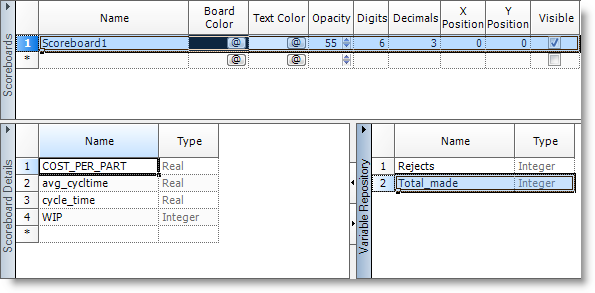 Scoreboards
Name Board Color Text Color Opacity Digits Decimals X Position Y Position Visible
1 Scoreboard1 @ @ 55 6 3 0 0
* @ @
Scoreboard Details
Name Type
1 COST_PER_PART Real
2 avg_cycltime Real
3 cycle_time Real
4 WIP Integer
*
Variable Repository
Name Type
1 Rejects Integer
2 Total_made Integer